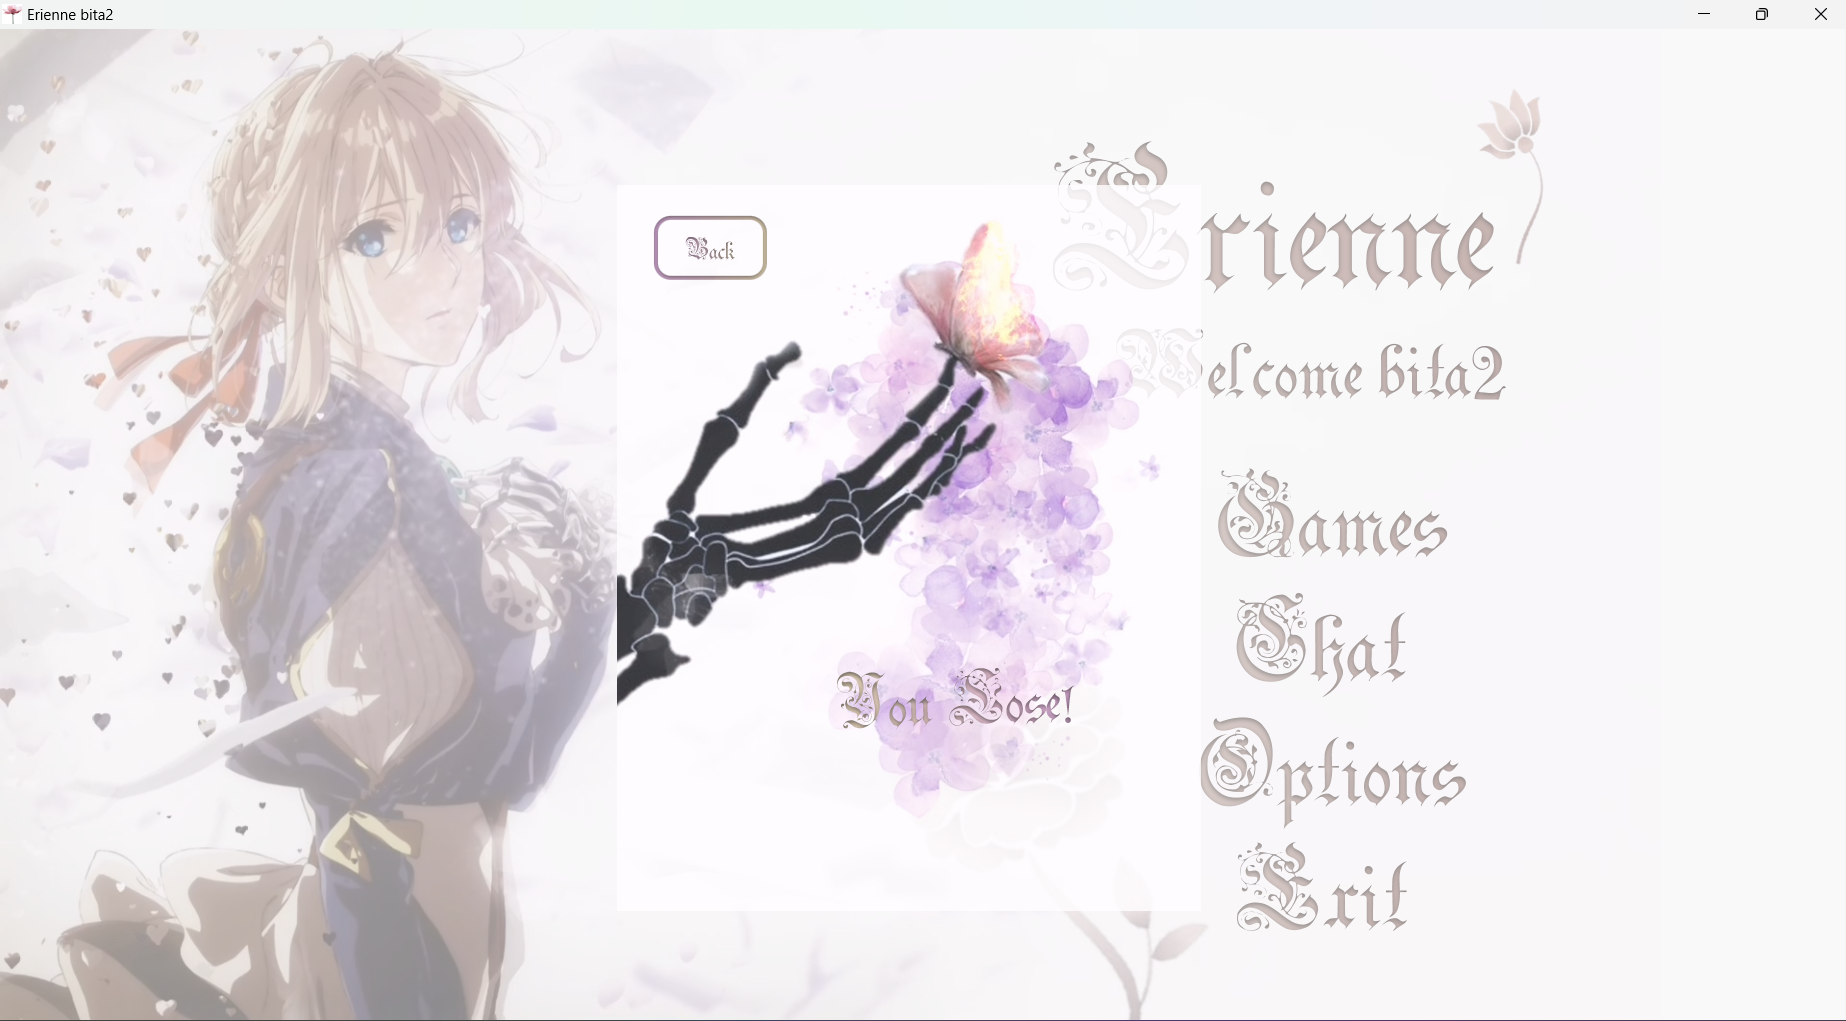 Erienne bita2
Back
Erienne
Welcome bita2
You Lose!
Games
Chat
Options
Exit